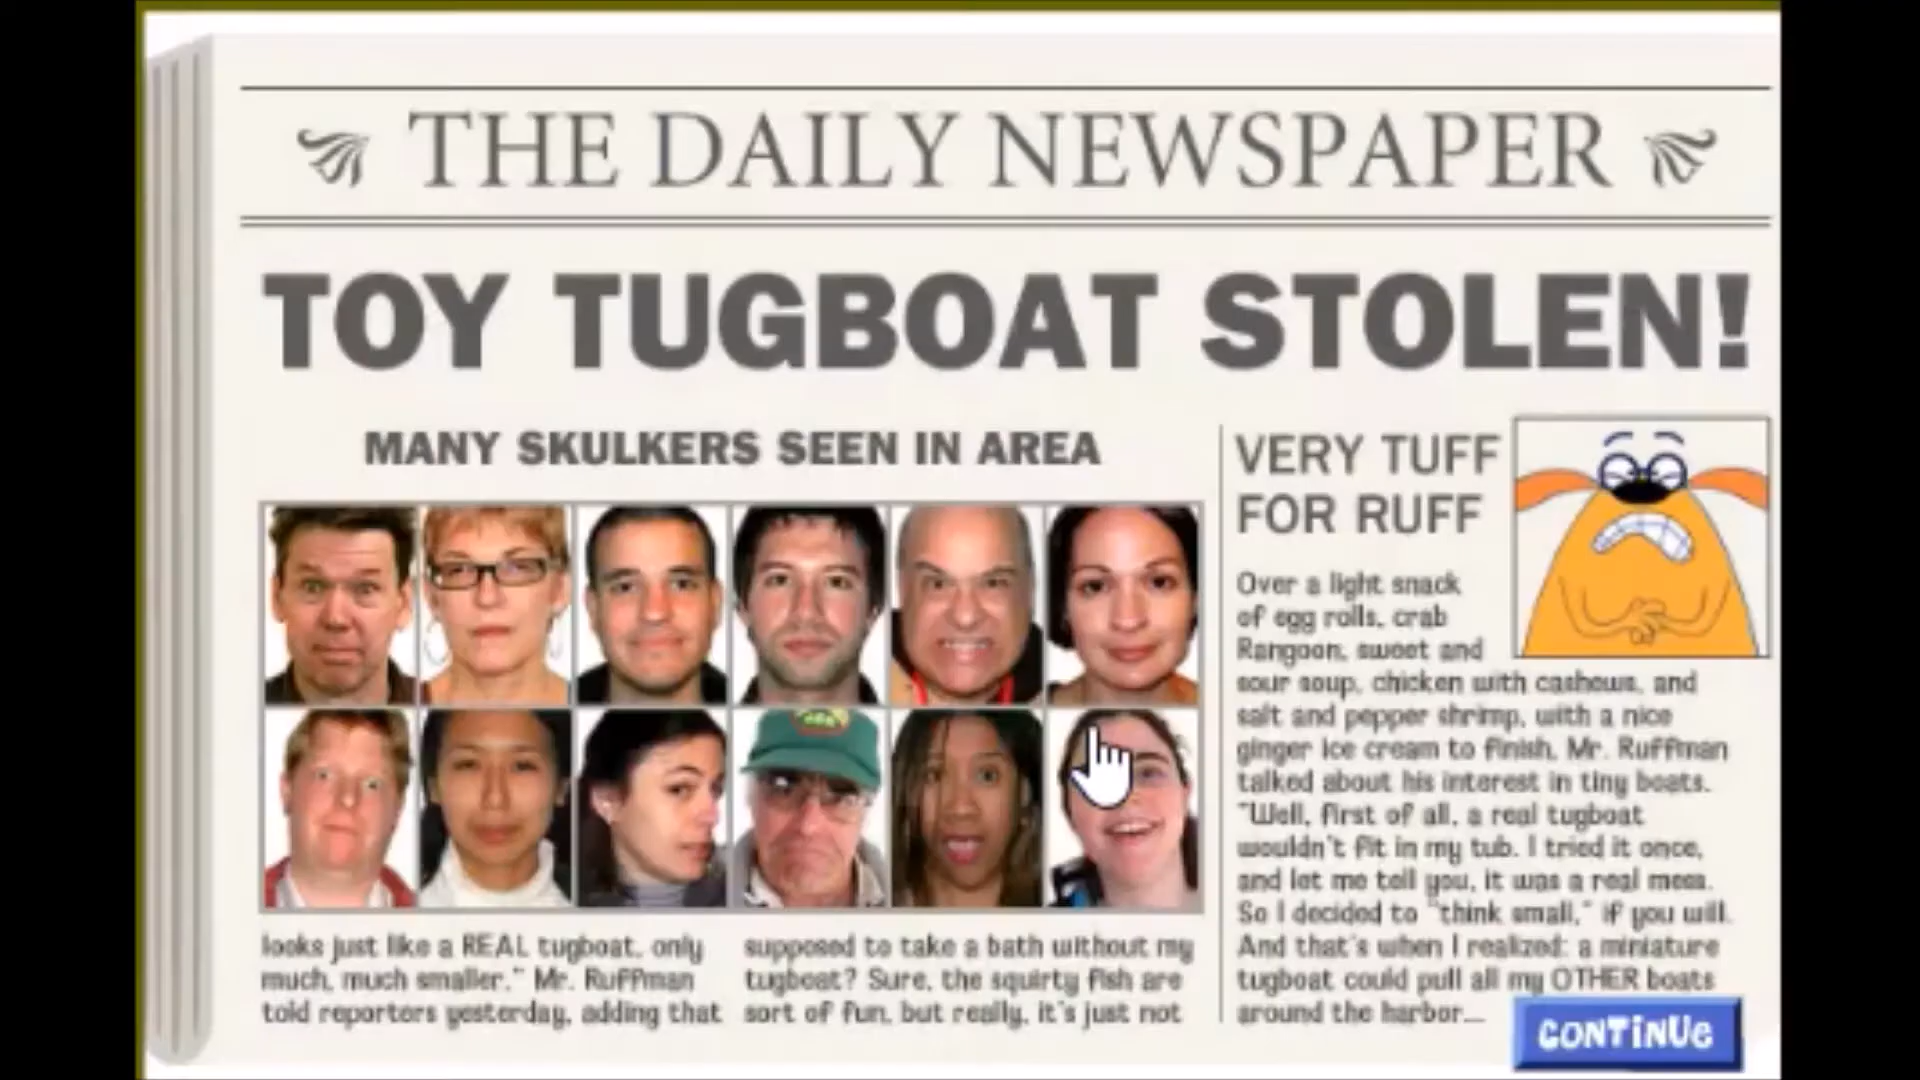 THE DAILY NEWSPAPER
TOY TUGBOAT STOLEN!
MANY SKULKERS SEEN IN AREA
looks just like a REAL tugboat, only
much, much smaller." Mr. Ruffman
told reporters yesterday, adding that
supposed to take a bath without my
tugboat? Sure, the squirty fish are
sort of fun, but really, it's just not
VERY TUFF
FOR RUFF
Over a light snack
of egg rolls, crab
Rangoon, sweet and
sour soup, chicken with cashews, and
salt and pepper shrimp, with a nice
ginger ice cream to finish, Mr. Ruffman
talked about his interest in tiny boats.
"Well, first of all, a real tugboat
wouldn't fit in my tub. I tried it once,
and let me tell you, it was a real mess.
So I decided to "think small," if you will.
And that's when I realized: a miniature
tugboat could pull all my OTHER boats
around the harbor....
CONTINUE